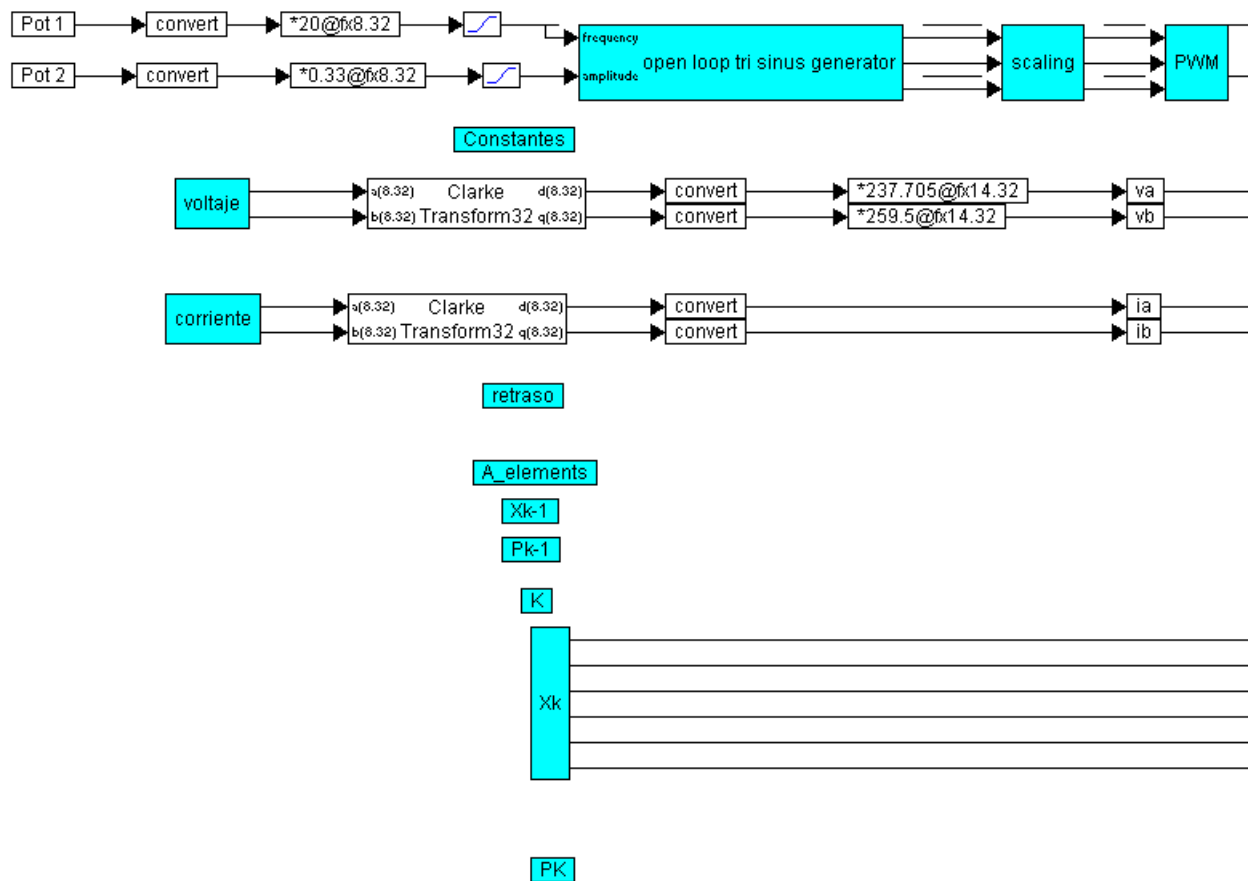 Pot 1 convert *20@fx8.32 frequency
Pot 2 convert *0.33@fx8.32 amplitude open loop tri sinus generator scaling PWM
Constantes
voltaje a(8.32) Clarke d(8.32) convert *237.705@fx14.32 va
b(8.32) Transform32 q(8.32) convert *259.5@fx14.32 vb
corriente a(8.32) Clarke d(8.32) convert ia
b(8.32) Transform32 q(8.32) convert ib
retraso
A_elements
Xk-1
Pk-1
K
Xk
PK